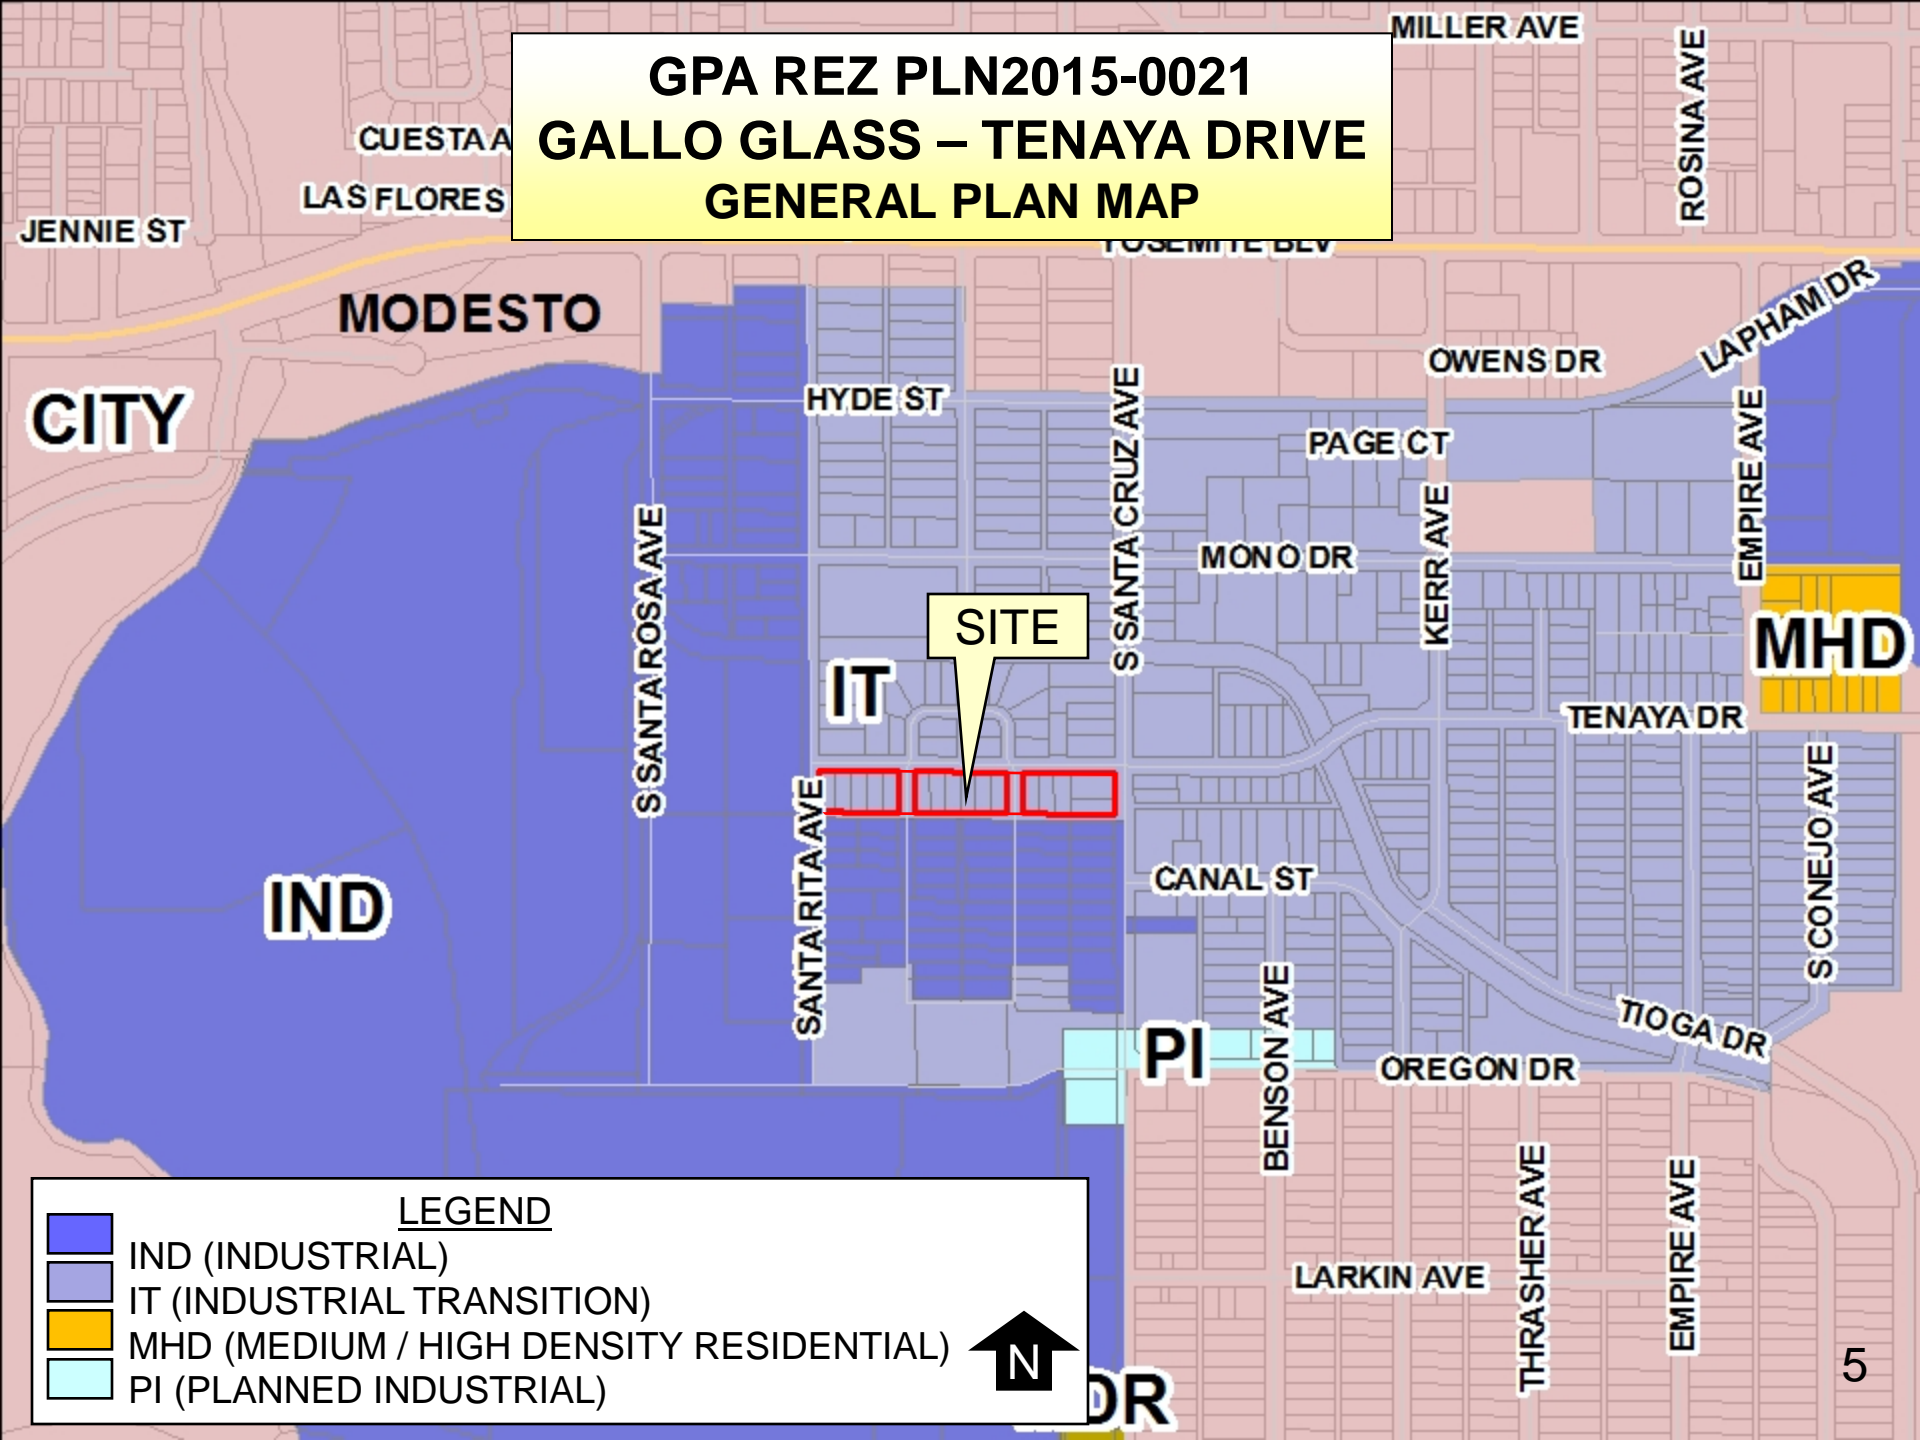 MILLER AVE
GPA REZ PLN2015-0021
GALLO GLASS – TENAYA DRIVE
GENERAL PLAN MAP
ROSINA AVE
CUESTA A
LAS FLORES
JENNIE ST
YOSEMITE BLV
MODESTO
LAPHAM DR
OWENS DR
CITY
HYDE ST
S SANTA CRUZ AVE
PAGE CT
EMPIRE AVE
KERR AVE
S SANTA ROSA AVE
MONO DR
SITE
MHD
IT
TENAYA DR
SANTA RITA AVE
S CONEJO AVE
CANAL ST
IND
BENSON AVE
TIOGA DR
PI
OREGON DR
THRASHER AVE
EMPIRE AVE
LARKIN AVE
LEGEND
IND (INDUSTRIAL)
IT (INDUSTRIAL TRANSITION)
MHD (MEDIUM / HIGH DENSITY RESIDENTIAL)
PI (PLANNED INDUSTRIAL)
N
DR
5